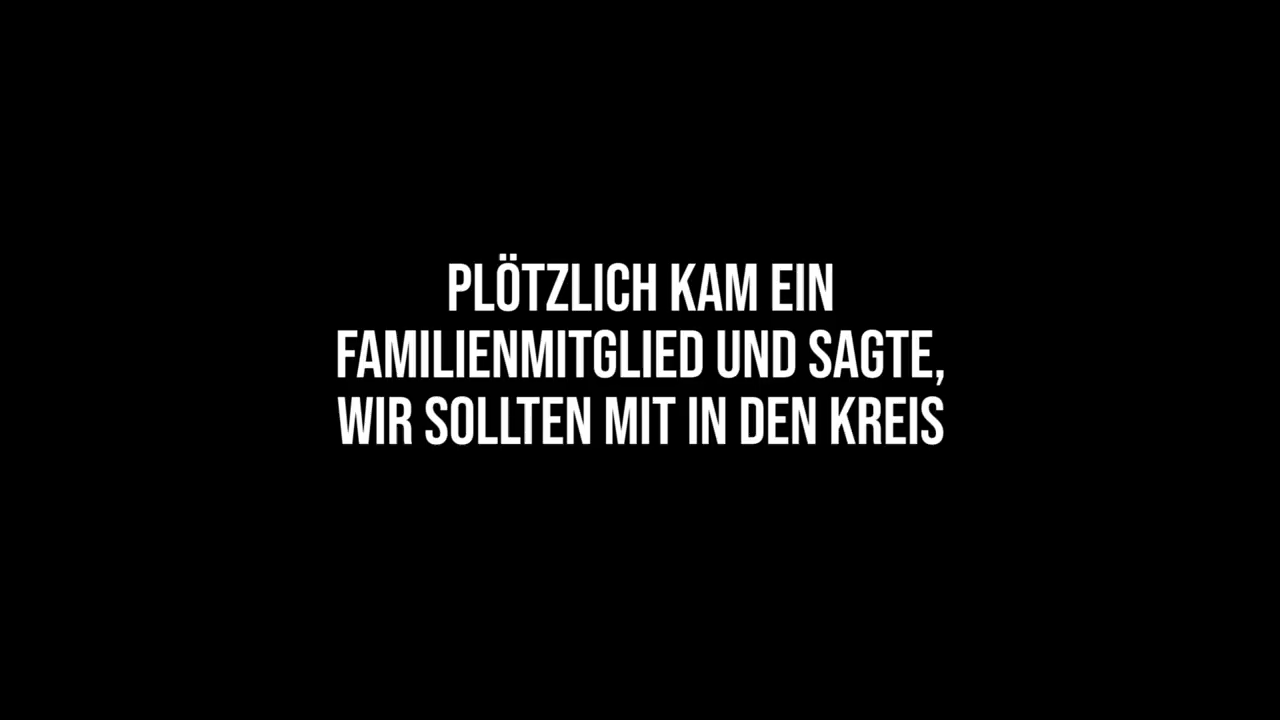 PLÖTZLICH KAM EIN
FAMILIENMITGLIED UND SAGTE,
WIR SOLLTEN MIT IN DEN KREIS